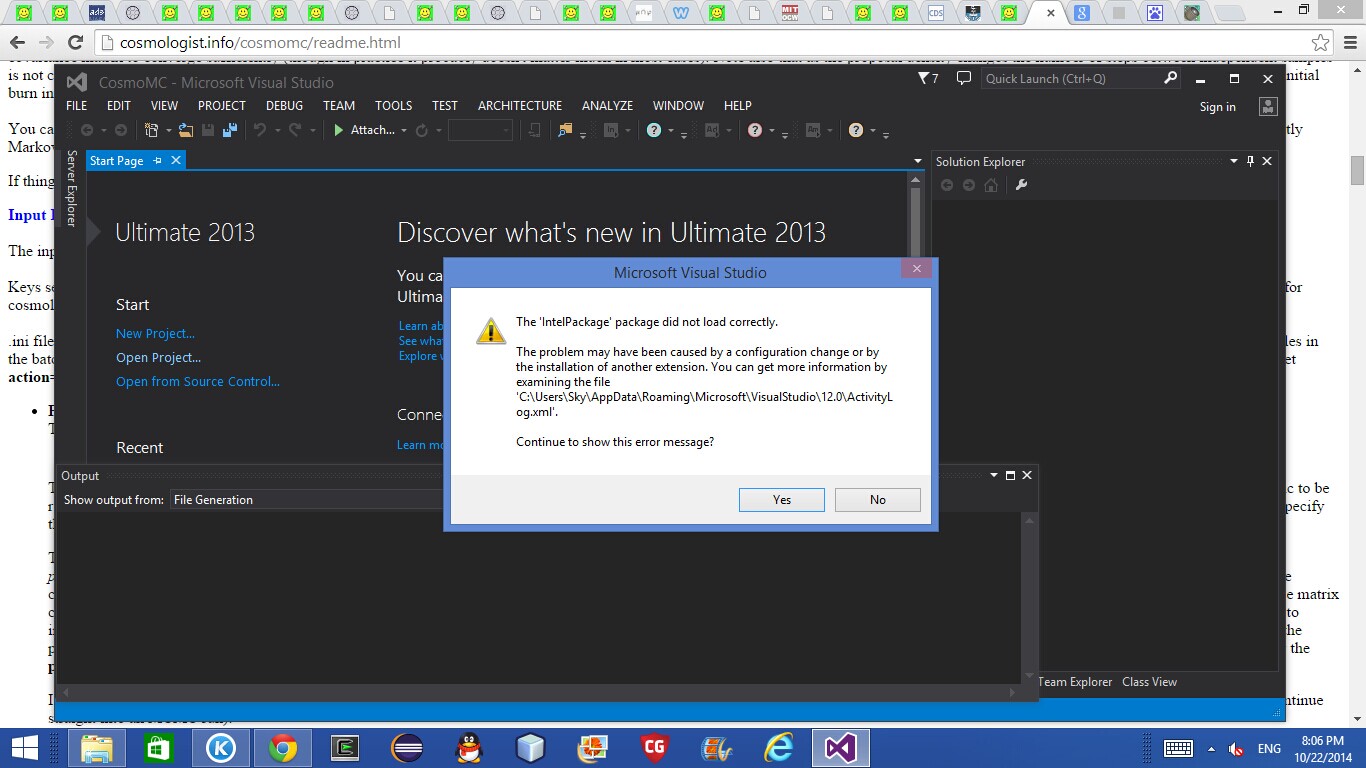 cosmologist.info/cosmomc/readme.html
is not c
burn in
nitial
You ca
Markov
tly
If thing
Input
The inp
Keys se
cosmol
for
.ini file
the batc
action=
les in
et
CosmoMC - Microsoft Visual Studio
7
Quick Launch (Ctrl+Q)
FILE EDIT VIEW PROJECT DEBUG TEAM TOOLS TEST ARCHITECTURE ANALYZE WINDOW HELP
Sign in
Attach...
Server Explorer
Start Page
Solution Explorer
Ultimate 2013
Discover what's new in Ultimate 2013
You ca
Ultima
Start
New Project...
Open Project...
Open from Source Control...
Learn ab
See wha
Explore
Conne
Learn mo
Recent
Microsoft Visual Studio
The 'IntelPackage' package did not load correctly.
The problem may have been caused by a configuration change or by
the installation of another extension. You can get more information by
examining the file
'C:\Users\Sky\AppData\Roaming\Microsoft\VisualStudio\12.0\ActivityL
og.xml'.
Continue to show this error message?
Yes No
Output
Show output from: File Generation
c to be
specify
e matrix
to
the
the
Team Explorer Class View
ntinue
ENG
8:06 PM
10/22/2014